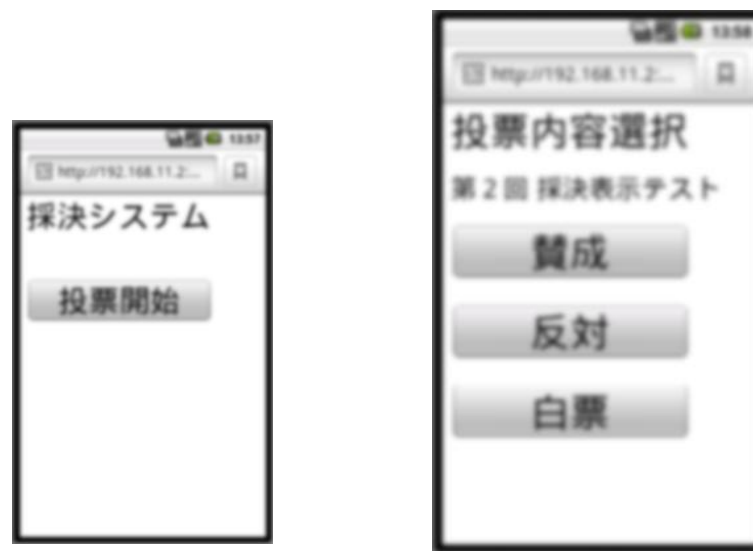 13:57
http://192.168.11.2:...
採決システム
投票開始
13:58
http://192.168.11.2:...
投票内容選択
第2回 採決表示テスト
賛成
反対
白票